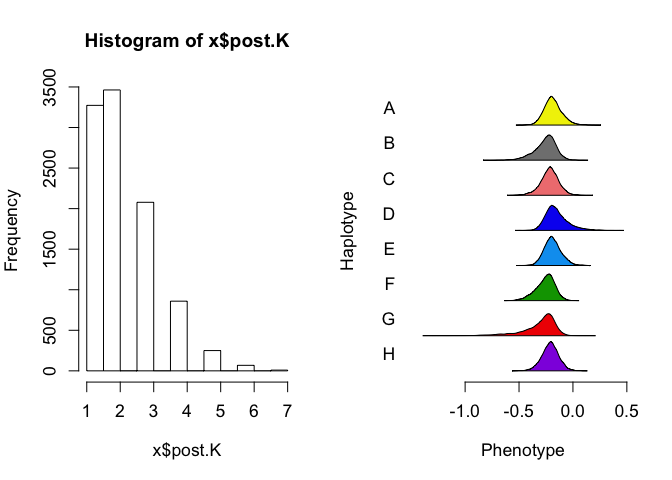 Histogram of x$post.K
Frequency
0
500
1500
2500
3500
1 2 3 4 5 6 7
x$post.K
Haplotype
A
B
C
D
E
F
G
H
-1.0 -0.5 0.0 0.5
Phenotype